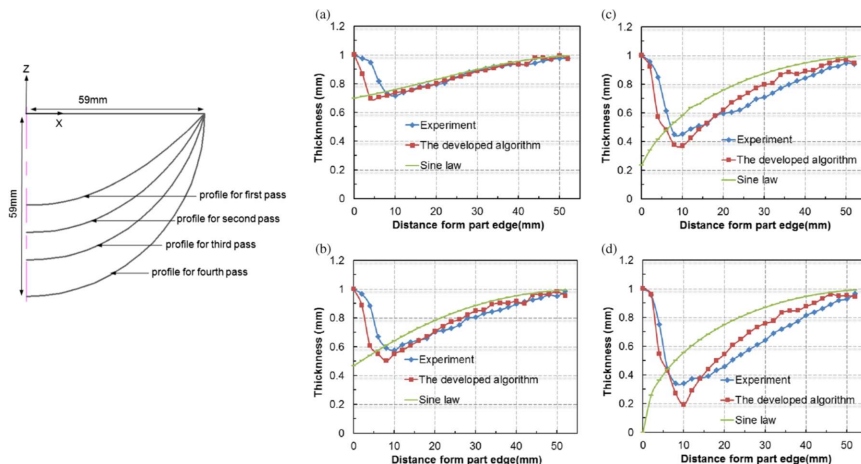 Z
59mm
X
59mm
profile for first pass
profile for second pass
profile for third pass
profile for fourth pass
(a)
1.2
1
0.8
0.6
0.4
0.2
0
Thicknness (mm)
Experiment
The developed algorithm
Sine law
0 10 20 30 40 50
Distance form part edge(mm)
(b)
1.2
1
0.8
0.6
0.4
0.2
0
Thicknness (mm)
Experiment
The developed algorithm
Sine law
0 10 20 30 40 50
Distance form part edge(mm)
(c)
1.2
1
0.8
0.6
0.4
0.2
0
Thicknness (mm)
Experiment
The developed algorithm
Sine law
0 10 20 30 40 50
Distance form part edge(mm)
(d)
1.2
1
0.8
0.6
0.4
0.2
0
Thicknness (mm)
Experiment
The developed algorithm
Sine law
0 10 20 30 40 50
Distance form part edge(mm)